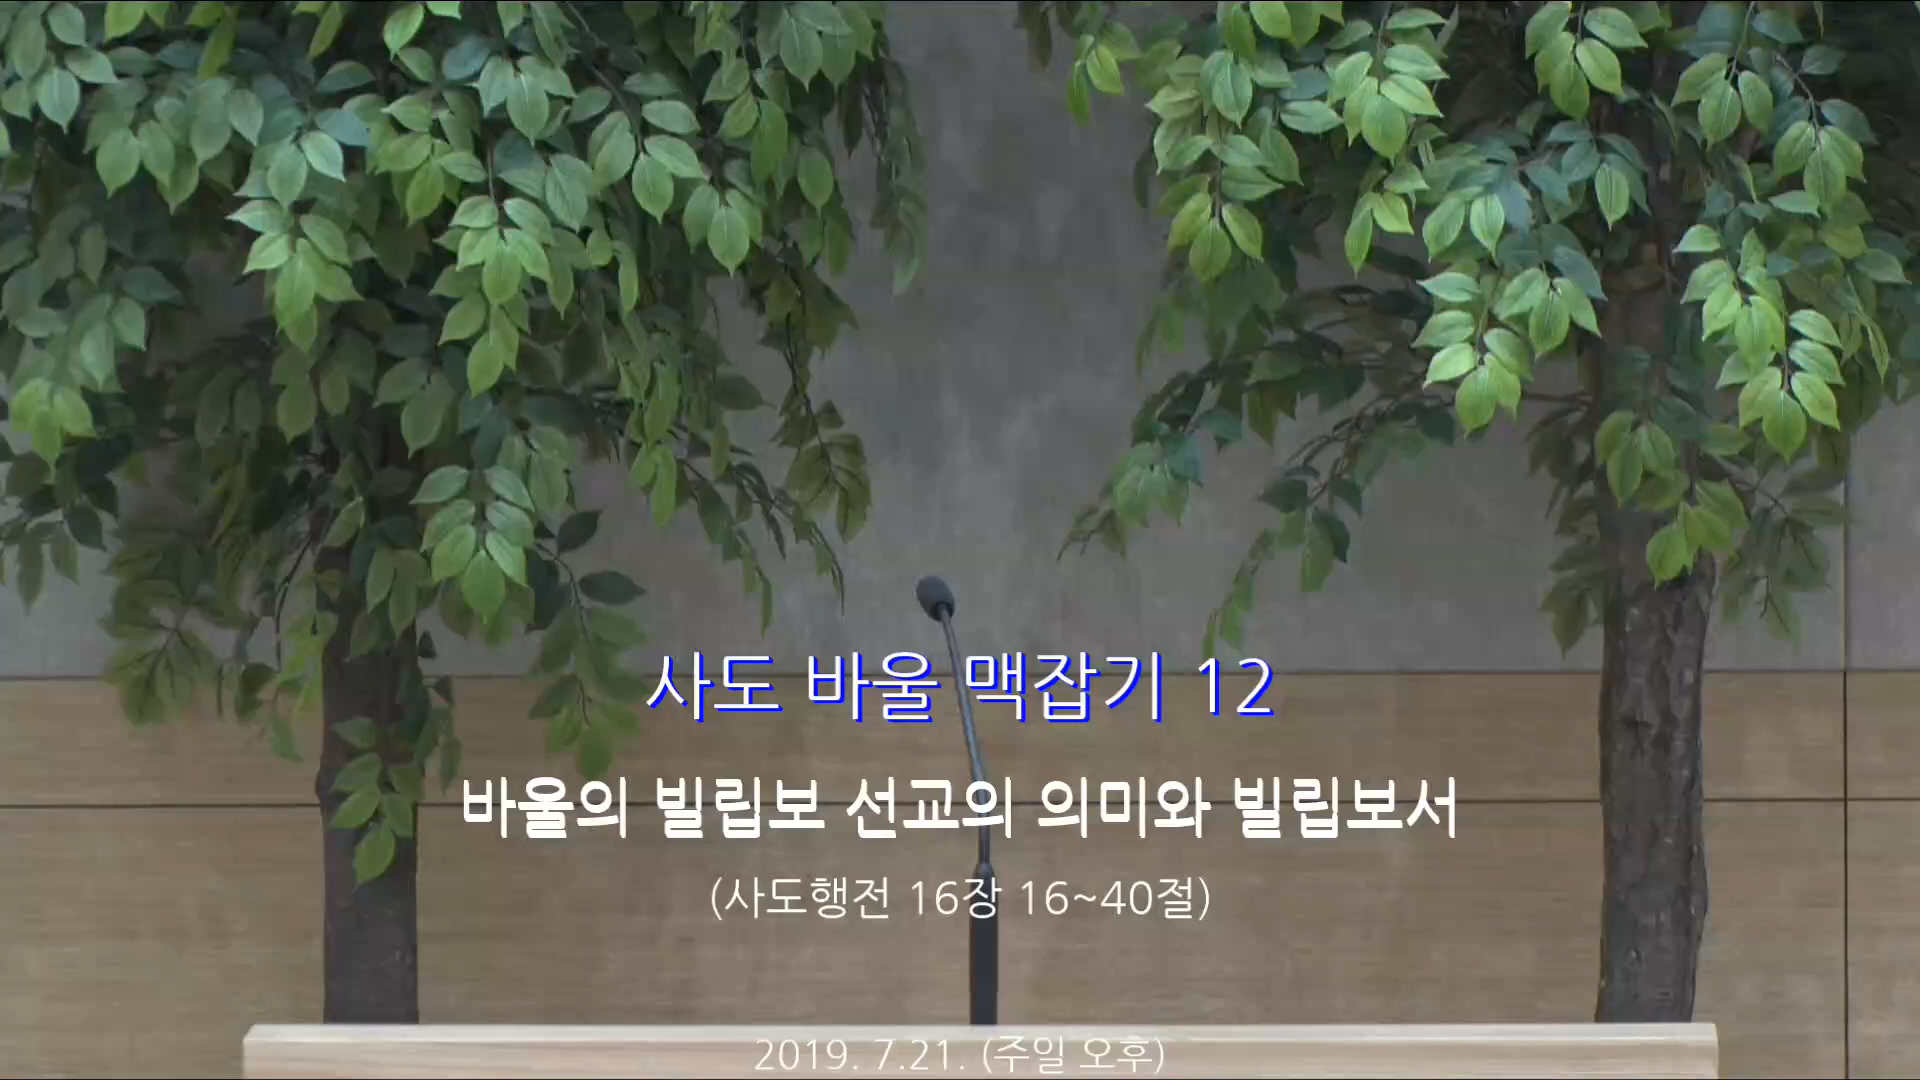 사도 바울 맥잡기 12
바울의 빌립보 선교의 의미와 빌립보서
(사도행전 16장 16~40절)
2019. 7.21. (주일 오후)